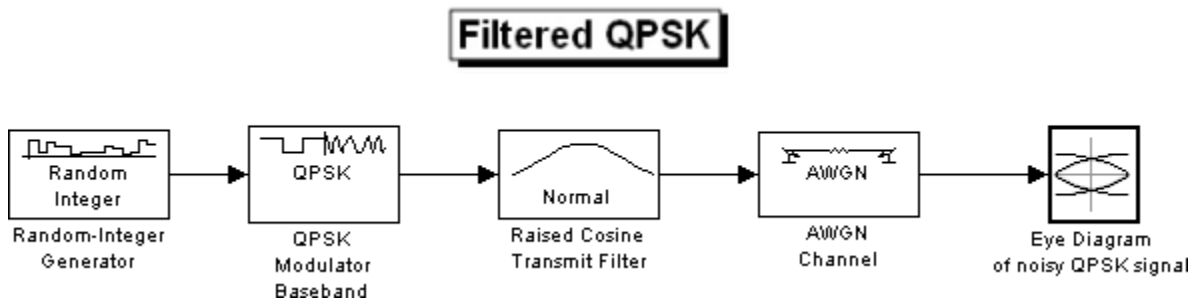 Filtered QPSK
Random
Integer
Random-Integer
Generator
QPSK
QPSK
Modulator
Baseband
Normal
Raised Cosine
Transmit Filter
AWGN
AWGN
Channel
Eye Diagram
of noisy QPSK signal